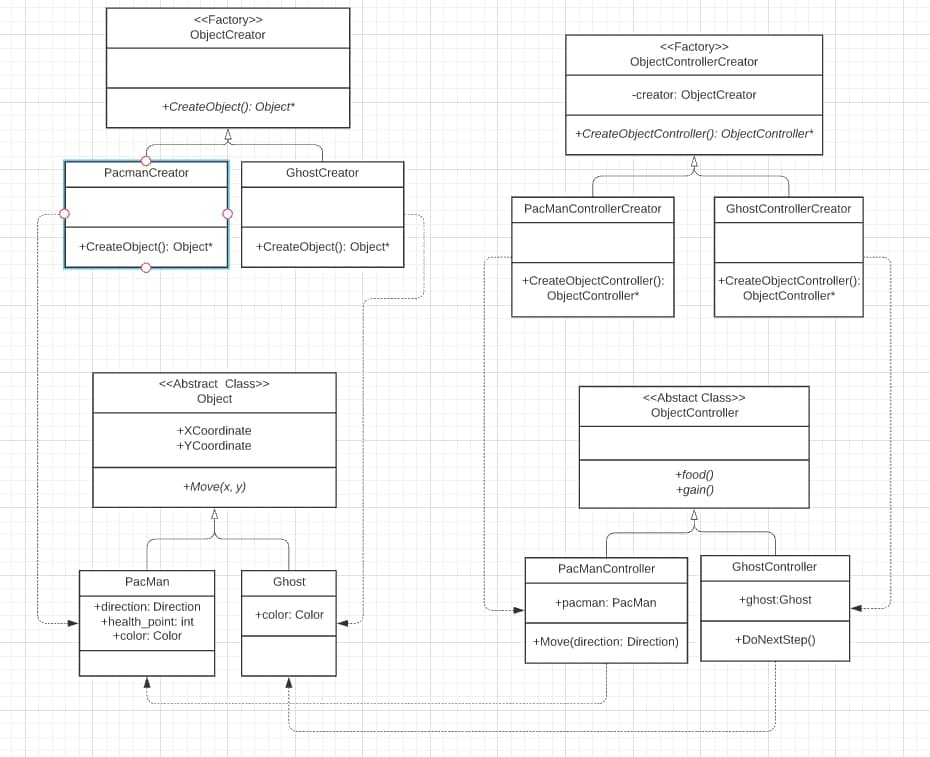 <<Factory>>
ObjectCreator
+CreateObject(): Object*
PacmanCreator
+CreateObject(): Object*
GhostCreator
+CreateObject(): Object*
<<Factory>>
ObjectControllerCreator
-creator: ObjectCreator
+CreateObjectController(): ObjectController*
PacManControllerCreator
+CreateObjectController():
ObjectController*
GhostControllerCreator
+CreateObjectController():
ObjectController*
<<Abstract Class>>
Object
+XCoordinate
+YCoordinate
+Move(x, y)
PacMan
+direction: Direction
+health_point: int
+color: Color
Ghost
+color: Color
<<Abstact Class>>
ObjectController
+food()
+gain()
PacManController
+pacman: PacMan
+Move(direction: Direction)
GhostController
+ghost:Ghost
+DoNextStep()